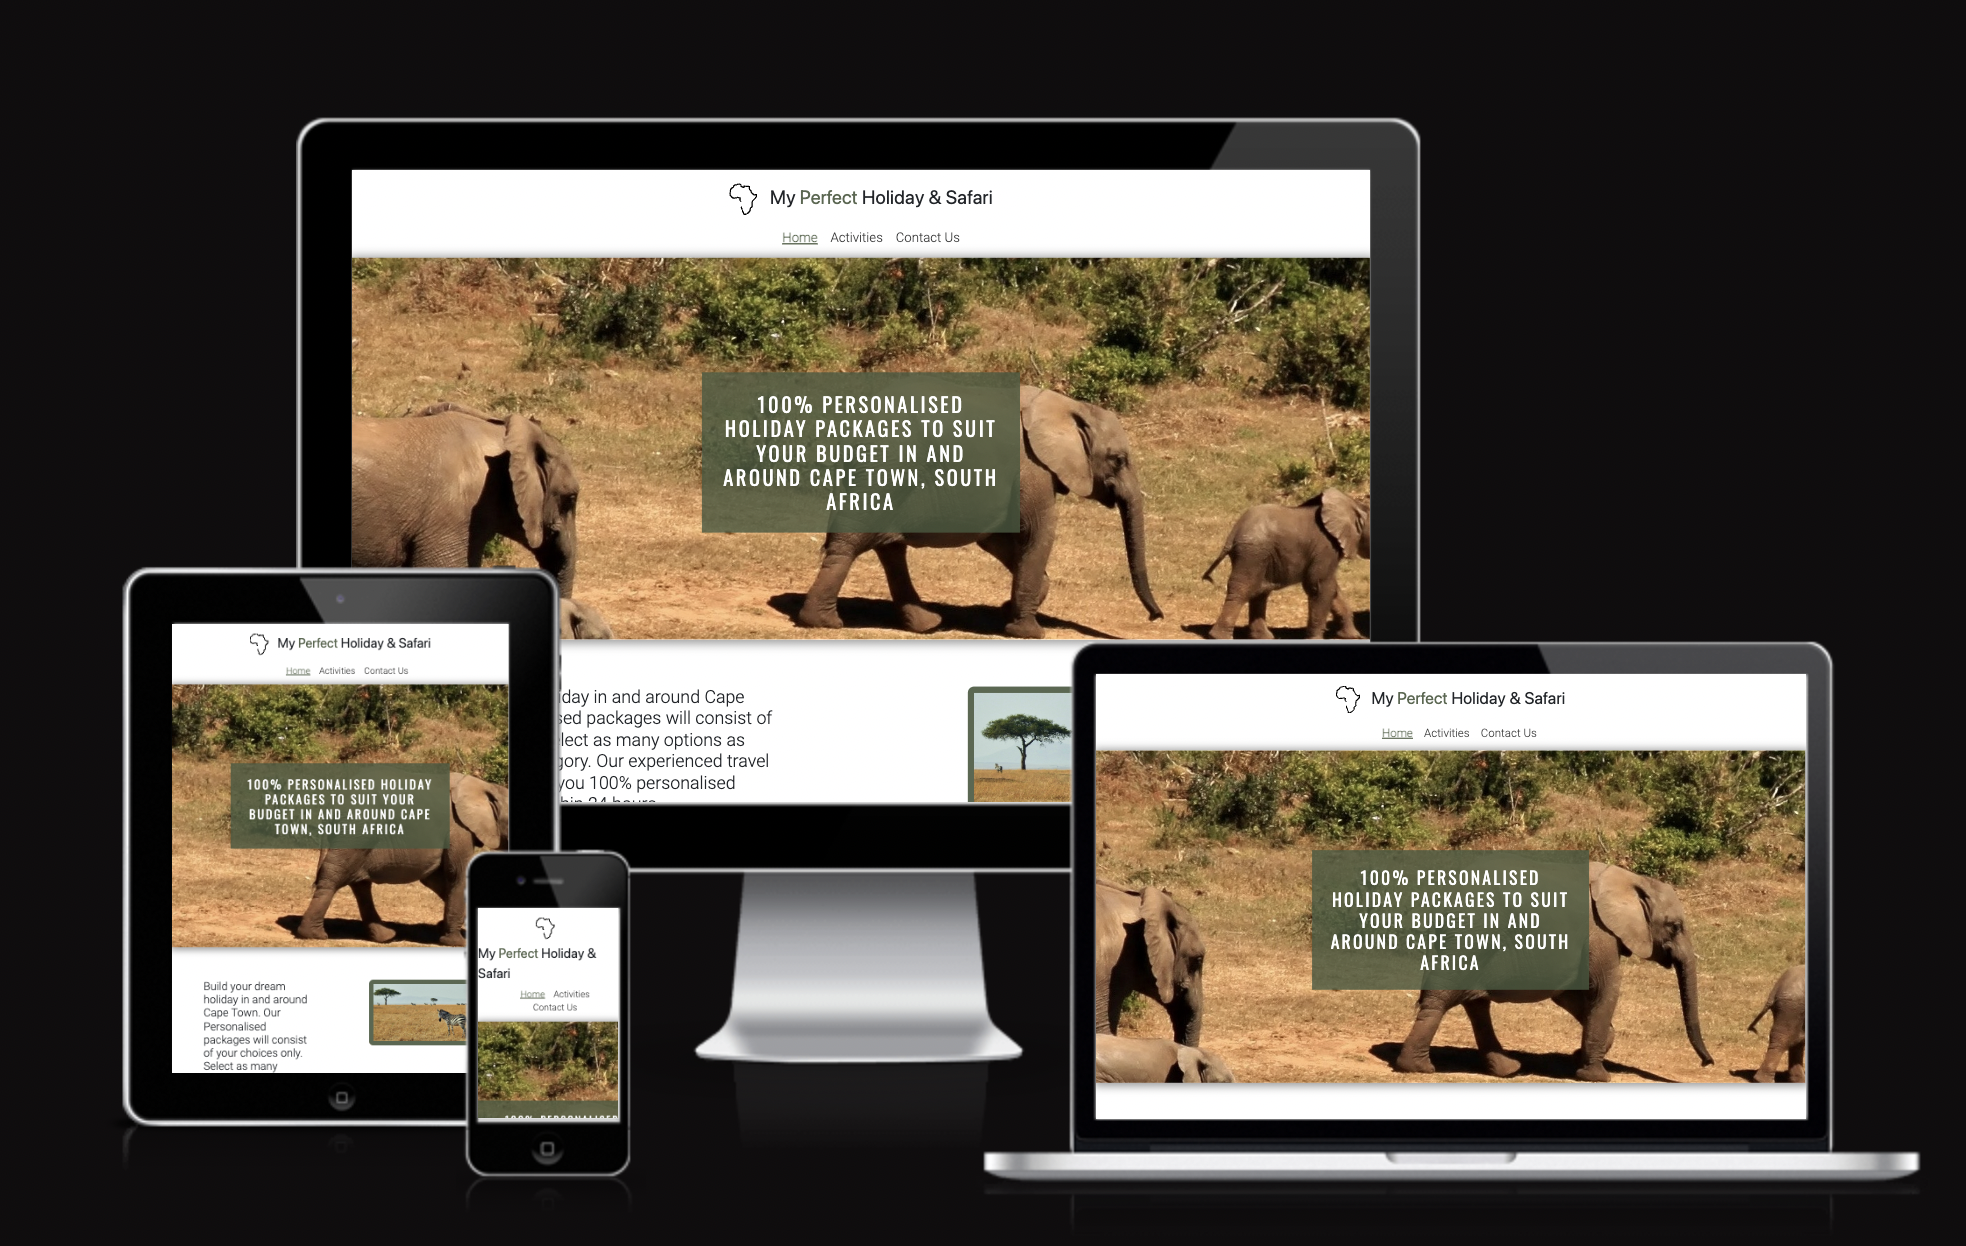 My Perfect Holiday & Safari
Home Activities Contact Us
100% PERSONALISED
HOLIDAY PACKAGES TO SUIT
YOUR BUDGET IN AND
AROUND CAPE TOWN, SOUTH
AFRICA
day in and around Cape
sed packages will consist of
lect as many options as
gory. Our experienced travel
you 100% personalised
24 hours
My Perfect Holiday & Safari
Home Activities Contact Us
100% PERSONALISED HOLIDAY
PACKAGES TO SUIT YOUR
BUDGET IN AND AROUND CAPE
TOWN, SOUTH AFRICA
Build your dream
holiday in and around
Cape Town. Our
Personalised
packages will consist
of your choices only.
Select as many
My Perfect Holiday &
Safari
Home Activities
Contact Us
100% PERSONALISED
My Perfect Holiday & Safari
Home Activities Contact Us
100% PERSONALISED
HOLIDAY PACKAGES TO SUIT
YOUR BUDGET IN AND
AROUND CAPE TOWN, SOUTH
AFRICA